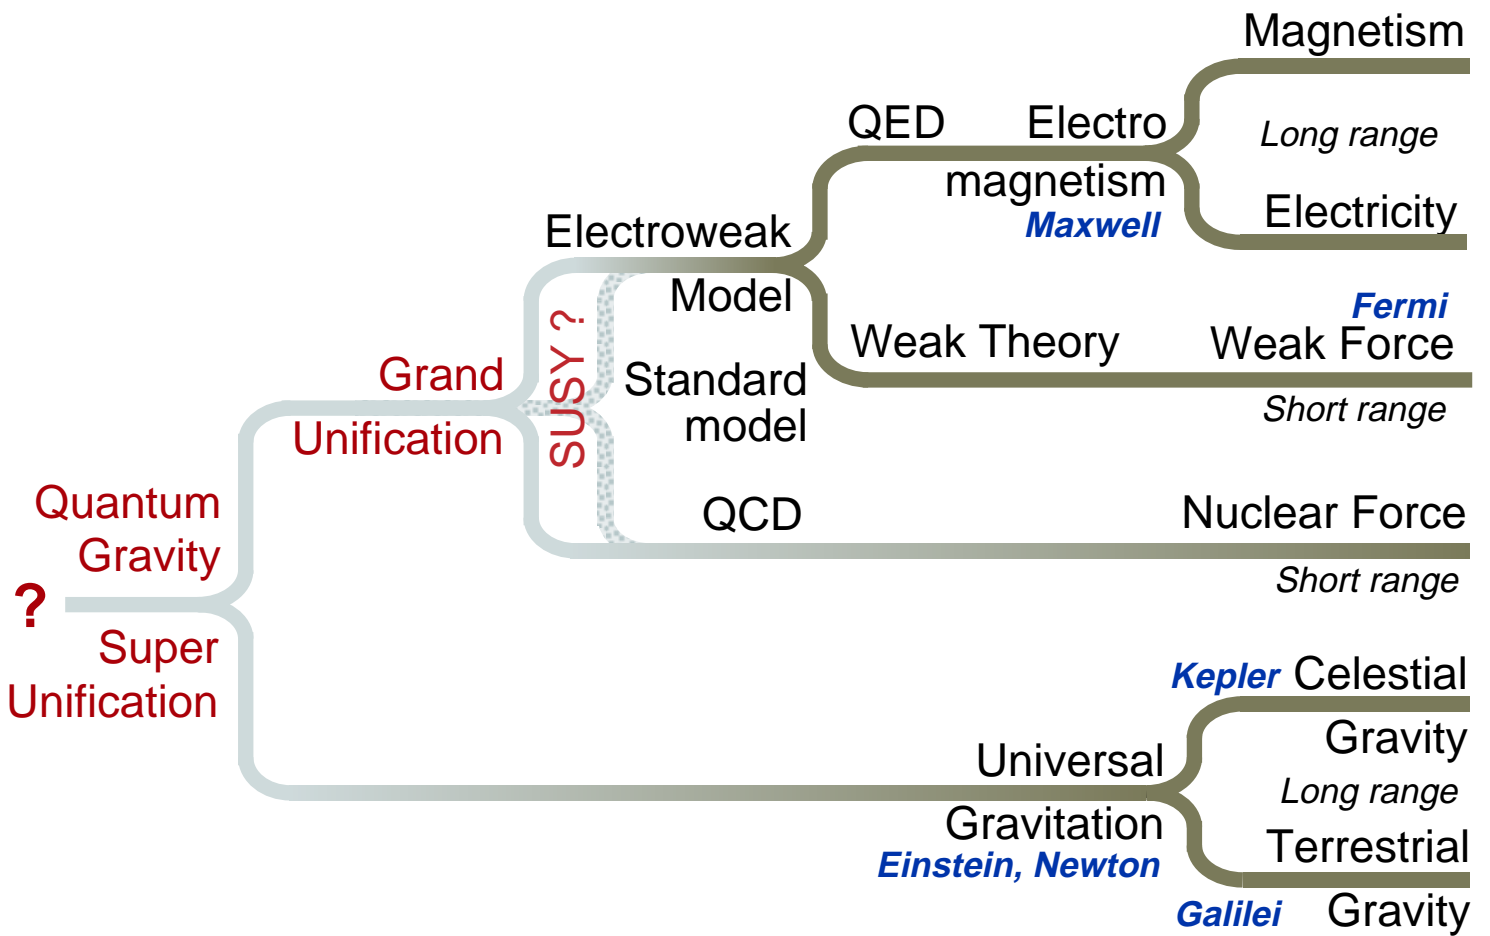 Magnetism
QED
Electro
magnetism
Maxwell
Long range
Electricity
Electroweak
Model
Fermi
Weak Theory
Weak Force
Short range
SUSY ?
Standard
model
Grand
Unification
QCD
Nuclear Force
Short range
Quantum
Gravity
?
Super
Unification
Kepler Celestial
Gravity
Long range
Universal
Gravitation
Einstein, Newton
Terrestrial
Galilei Gravity